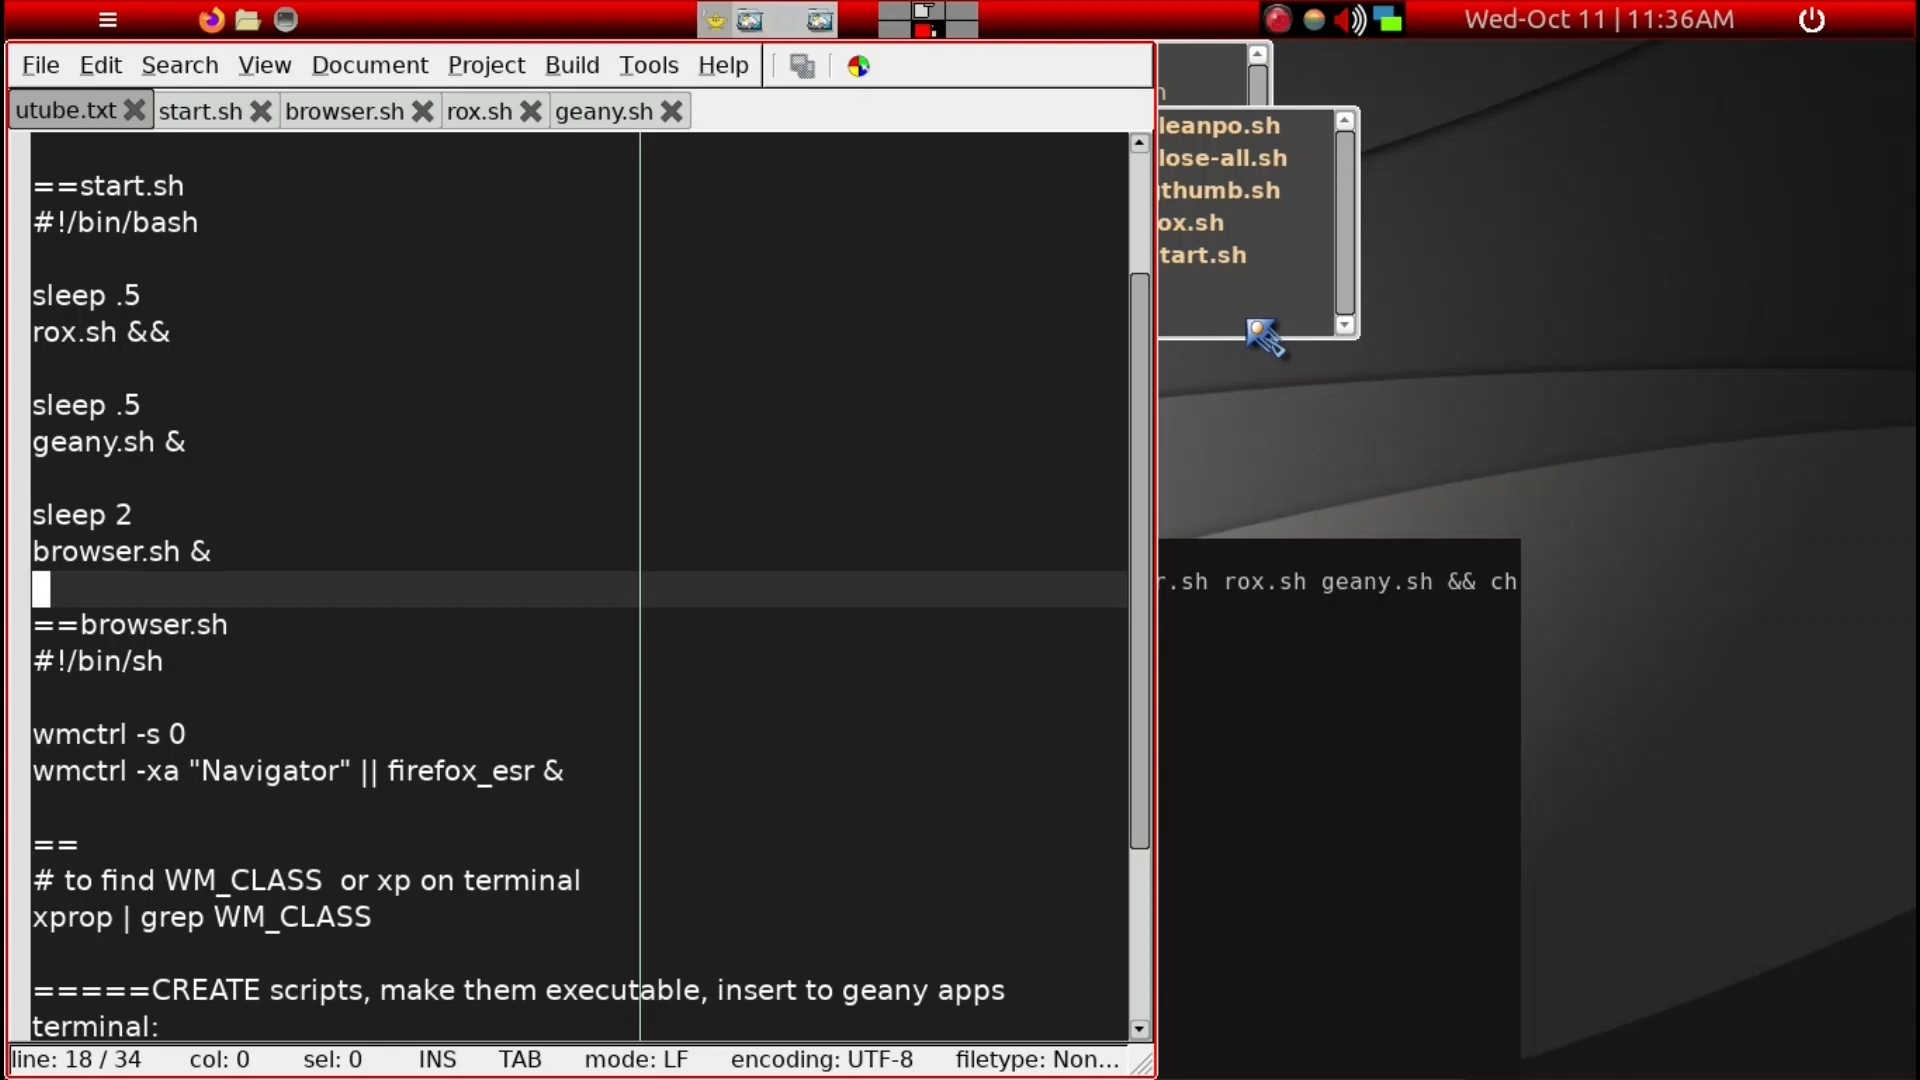 Wed-Oct 11 | 11:36AM
File Edit Search View Document Project Build Tools Help
utube.txt start.sh browser.sh rox.sh geany.sh
==start.sh
#!/bin/bash
sleep .5
rox.sh &&
sleep .5
geany.sh &
sleep 2
browser.sh &
==browser.sh
#!/bin/sh
wmctrl -s 0
wmctrl -xa "Navigator" || firefox_esr &
==
# to find WM_CLASS  or xp on terminal
xprop | grep WM_CLASS
=====CREATE scripts, make them executable, insert to geany apps
terminal:
line: 18 / 34 col: 0 sel: 0 INS TAB mode: LF encoding: UTF-8 filetype: Non...
leanpo.sh
lose-all.sh
thumb.sh
ox.sh
tart.sh
r.sh rox.sh geany.sh && ch